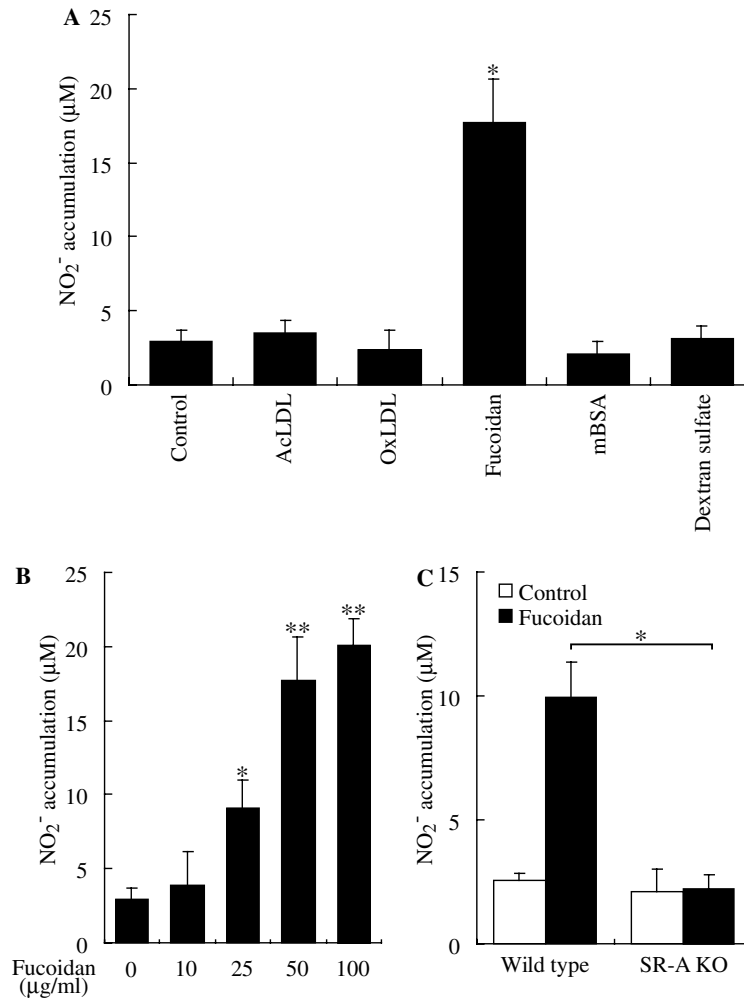 A
NO₂⁻ accumulation (µM)
25
20
15
10
5
0
*
Control
AcLDL
OxLDL
Fucoidan
mBSA
Dextran sulfate
B
NO₂⁻ accumulation (µM)
25
20
15
10
5
0
*
**
**
Fucoidan
(µg/ml)
0 10 25 50 100
C
NO₂⁻ accumulation (µM)
15
10
5
0
Control
Fucoidan
*
Wild type SR-A KO